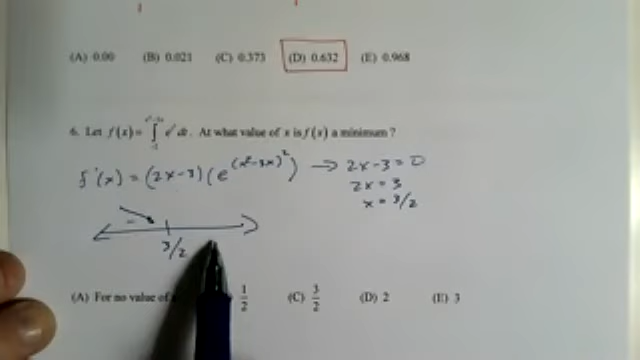 (A) 0.00 (B) 0.021 (C) 0.373 (D) 0.632 (E) 0.968
6. Let f(x) = ∫ e dt. At what value of x is f(x) a minimum ?
f'(x) = (2x-3)(e^(x²-3x)²) → 2x-3=0
2x=3
x=3/2
-
3/2
(A) For no value of 1/2 (C) 3/2 (D) 2 (E) 3